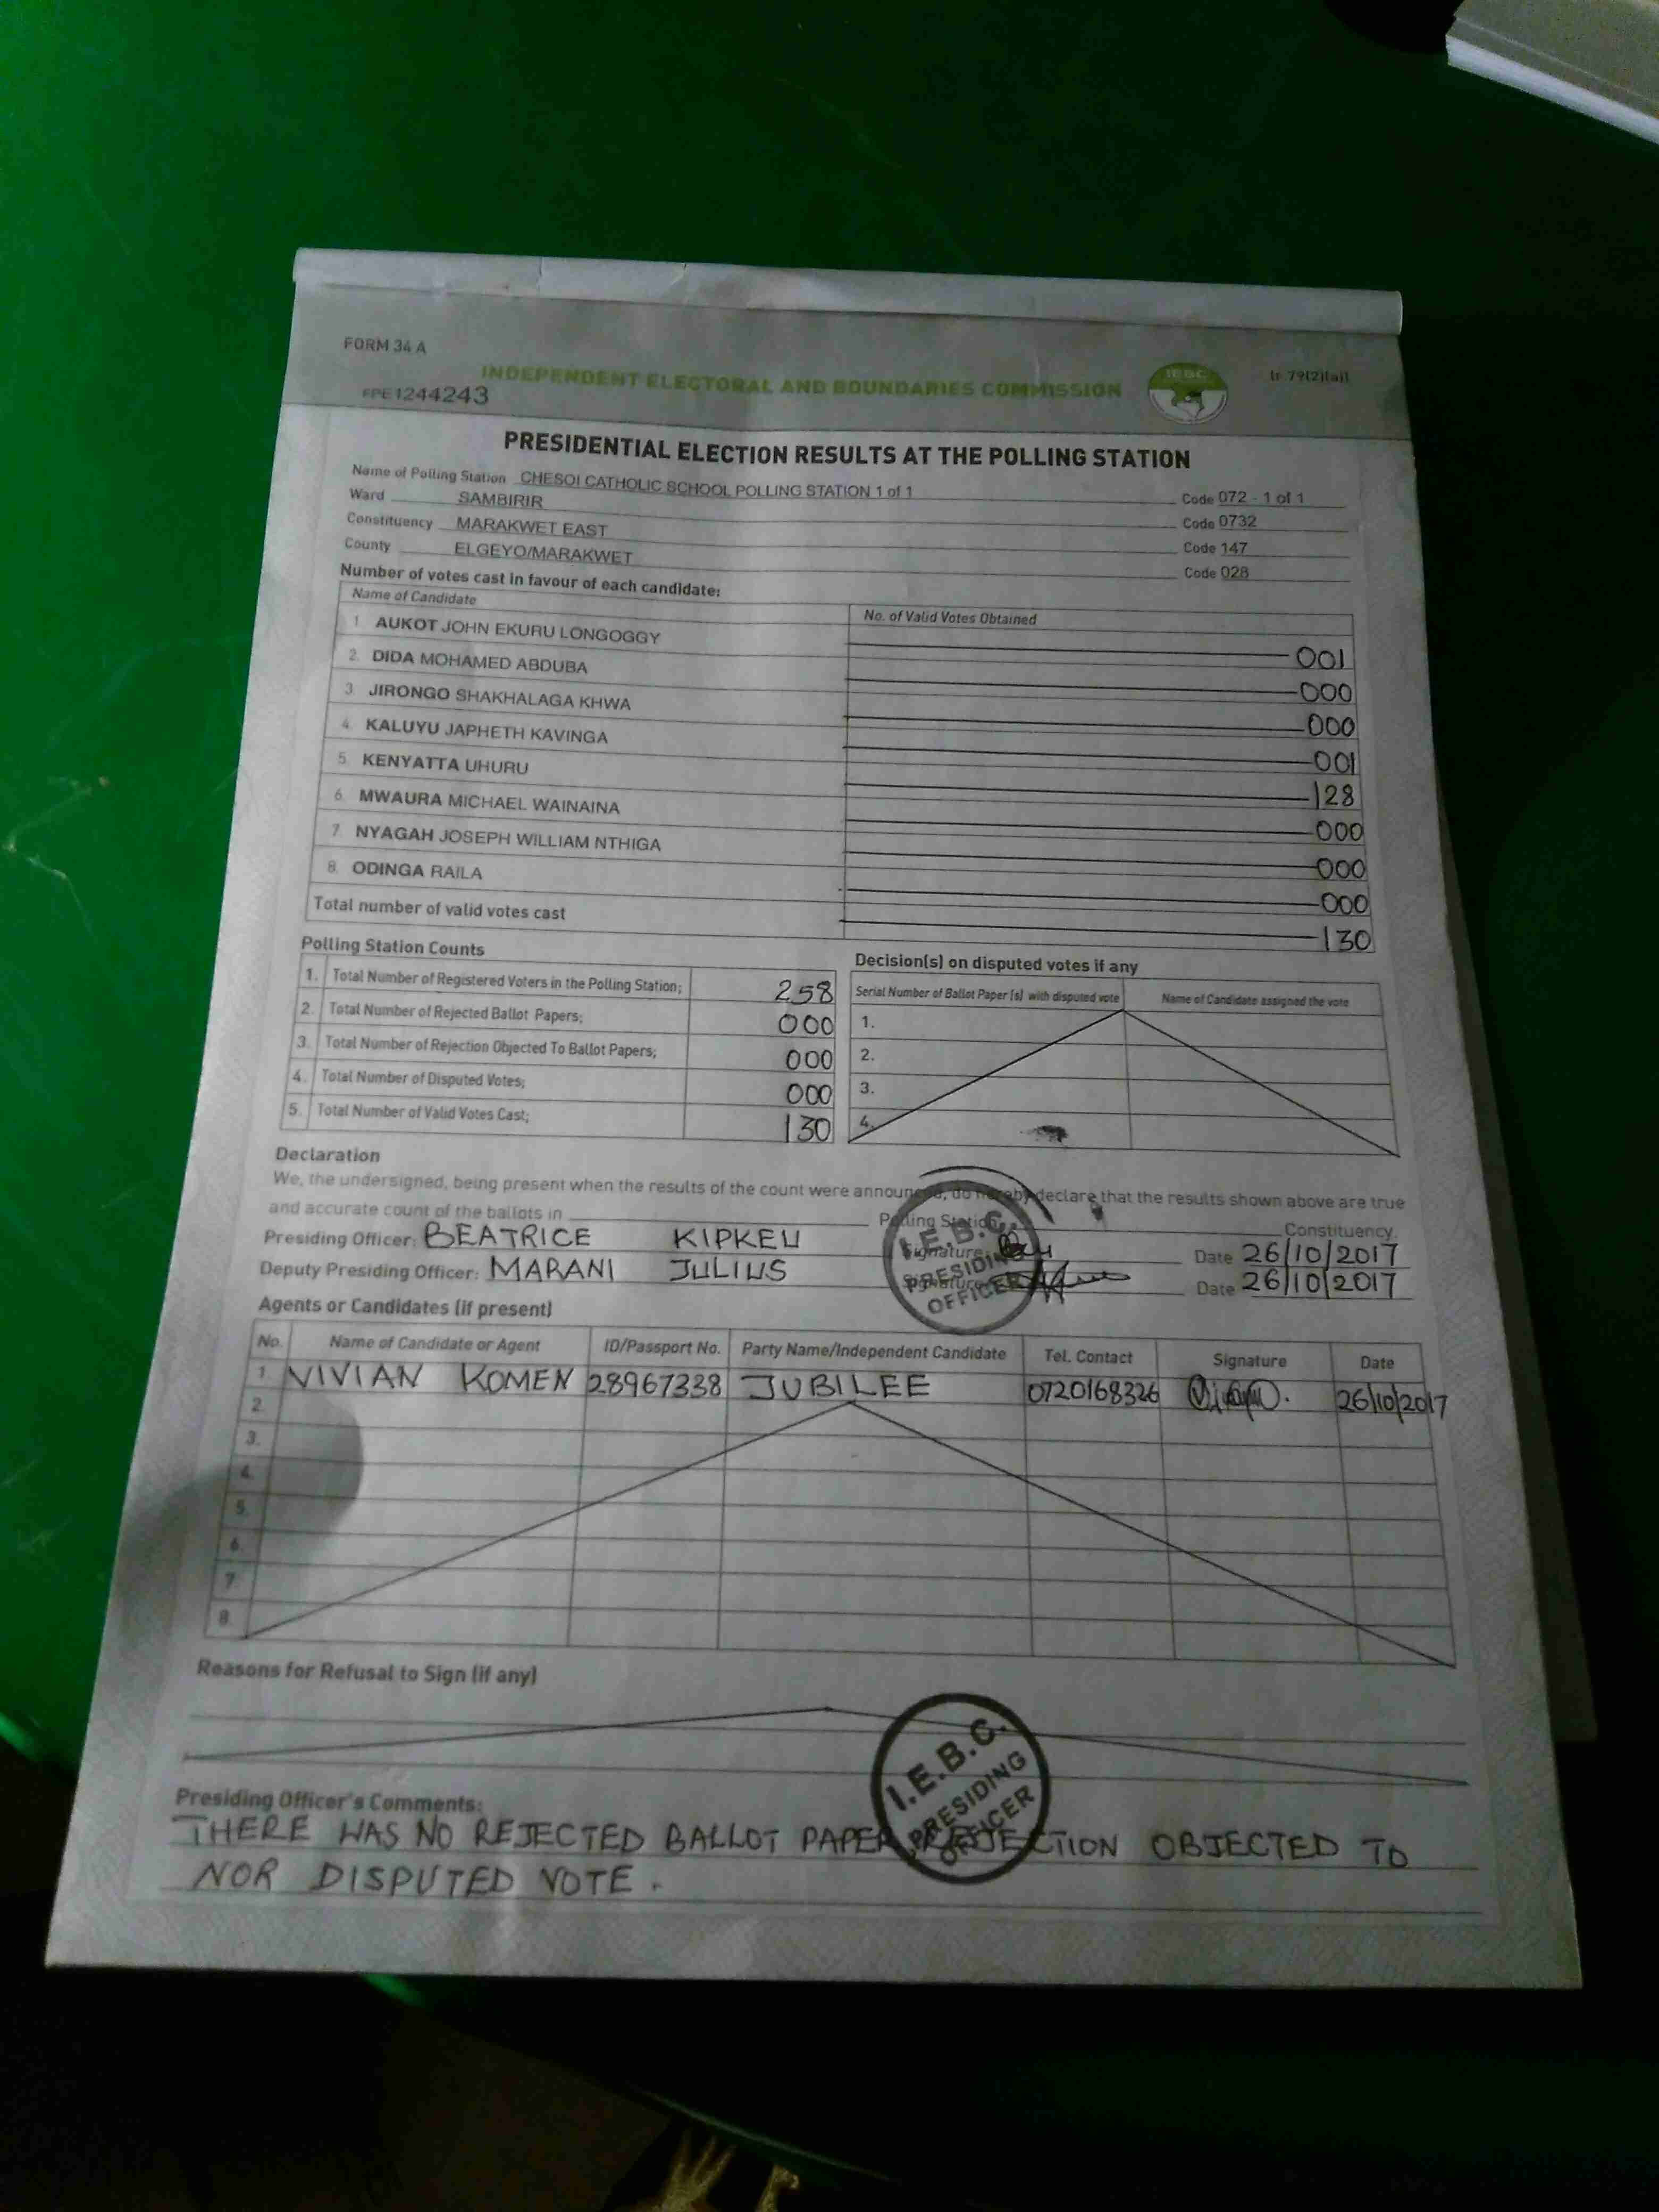 FORM 34 A
INDEPENDENT ELECTORAL AND BOUNDARIES COMMISSION
IEBC
(r.79(2)(a))
FPE1244243
PRESIDENTIAL ELECTION RESULTS AT THE POLLING STATION
Name of Polling Station CHESOI CATHOLIC SCHOOL POLLING STATION 1 of 1 Code 072 - 1 of 1
Ward SAMBIRIR Code 0732
Constituency MARAKWET EAST Code 147
County ELGEYO/MARAKWET Code 028
Number of votes cast in favour of each candidate:
Name of Candidate No. of Valid Votes Obtained
1 AUKOT JOHN EKURU LONGOGGY 001
2. DIDA MOHAMED ABDUBA 000
3 JIRONGO SHAKHALAGA KHWA 000
4. KALUYU JAPHETH KAVINGA 001
5 KENYATTA UHURU 128
6. MWAURA MICHAEL WAINAINA 000
7. NYAGAH JOSEPH WILLIAM NTHIGA 000
8. ODINGA RAILA 000
Total number of valid votes cast 130
Polling Station Counts
1. Total Number of Registered Voters in the Polling Station; 258
2. Total Number of Rejected Ballot Papers; 000
3. Total Number of Rejection Objected To Ballot Papers; 000
4. Total Number of Disputed Votes; 000
5. Total Number of Valid Votes Cast; 130
Decision(s) on disputed votes if any
Serial Number of Ballot Paper (s) with disputed vote Name of Candidate assigned the vote
1.
2.
3.
4.
Declaration
We, the undersigned, being present when the results of the count were announced, do hereby declare that the results shown above are true
and accurate count of the ballots in Polling Station, Constituency.
Presiding Officer: BEATRICE KIPKEU Signature Date 26/10/2017
Deputy Presiding Officer: MARANI JULIUS Signature Date 26/10/2017
I.E.B.C.
PRESIDING
OFFICER
Agents or Candidates (if present)
No. Name of Candidate or Agent ID/Passport No. Party Name/Independent Candidate Tel. Contact Signature Date
1 VIVIAN KOMEN 28967338 JUBILEE 0720168326 26/10/2017
2.
3.
4.
5.
6.
7
8.
Reasons for Refusal to Sign (if any)
I.E.B.C.
PRESIDING
OFFICER
Presiding Officer's Comments:
THERE WAS NO REJECTED BALLOT PAPER, REJECTION OBJECTED TO
NOR DISPUTED VOTE.